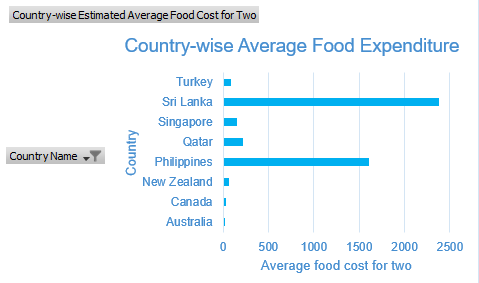 Country-wise Estimated Average Food Cost for Two
Country-wise Average Food Expenditure
Country Name
Country
Turkey
Sri Lanka
Singapore
Qatar
Philippines
New Zealand
Canada
Australia
0 500 1000 1500 2000 2500
Average food cost for two